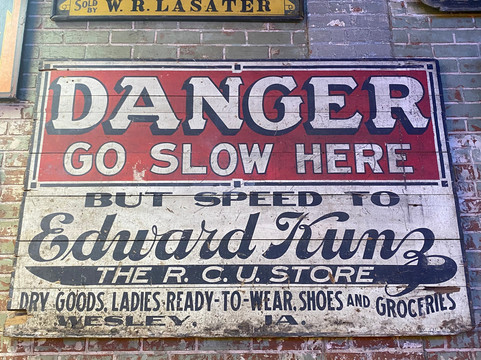 SOLD BY W. R. LASATER
DANGER
GO SLOW HERE
BUT SPEED TO
Edward Kunz
THE R. C. U. STORE
DRY GOODS, LADIES READY-TO-WEAR, SHOES AND GROCERIES
WESLEY, IA.